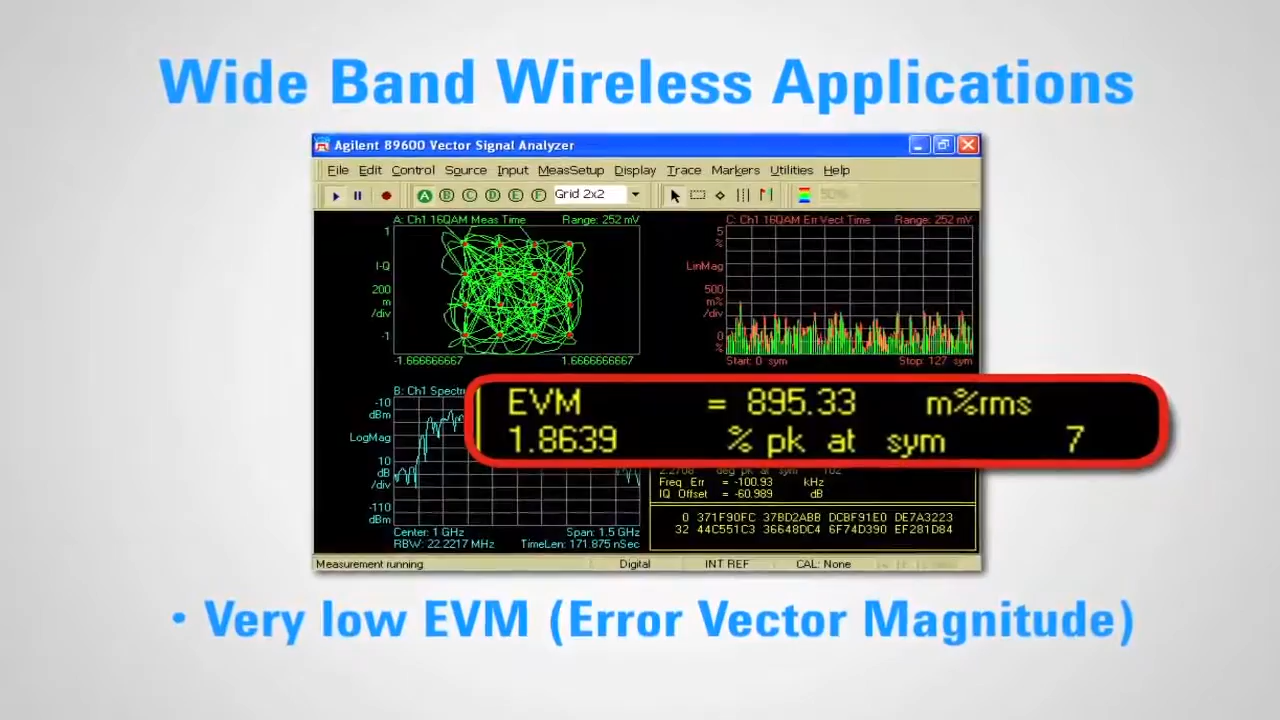 Wide Band Wireless Applications
Agilent 89600 Vector Signal Analyzer
File Edit Control Source Input MeasSetup Display Trace Markers Utilities Help
A B C D E F Grid 2x2 50%
A: Ch1 16QAM Meas Time Range: 252 mV
1
I-Q
200
m
/div
-1
-1.666666667 1.666666667
C: Ch1 16QAM Err Vect Time Range: 252 mV
5
%
LinMag
500
m%
/div
0
%
Start: 0 sym Stop: 127 sym
EVM = 895.33 m%rms
1.8639 % pk at sym 7
B: Ch1
-10
dBm
LogMag
10
dB
/div
-110
dBm
Center: 1 GHz Span: 1.5 GHz
RBW: 22.2217 MHz TimeLen: 171.875 nSec
Freq Err = -100.93 kHz
IQ Offset = -60.989 dB
0 371F90FC 37BD2ABB DCBF91E0 DE7A3223
32 44C551C3 36648DC4 6F74D390 EF281D84
Measurement running Digital INT REF CAL: None
• Very low EVM (Error Vector Magnitude)